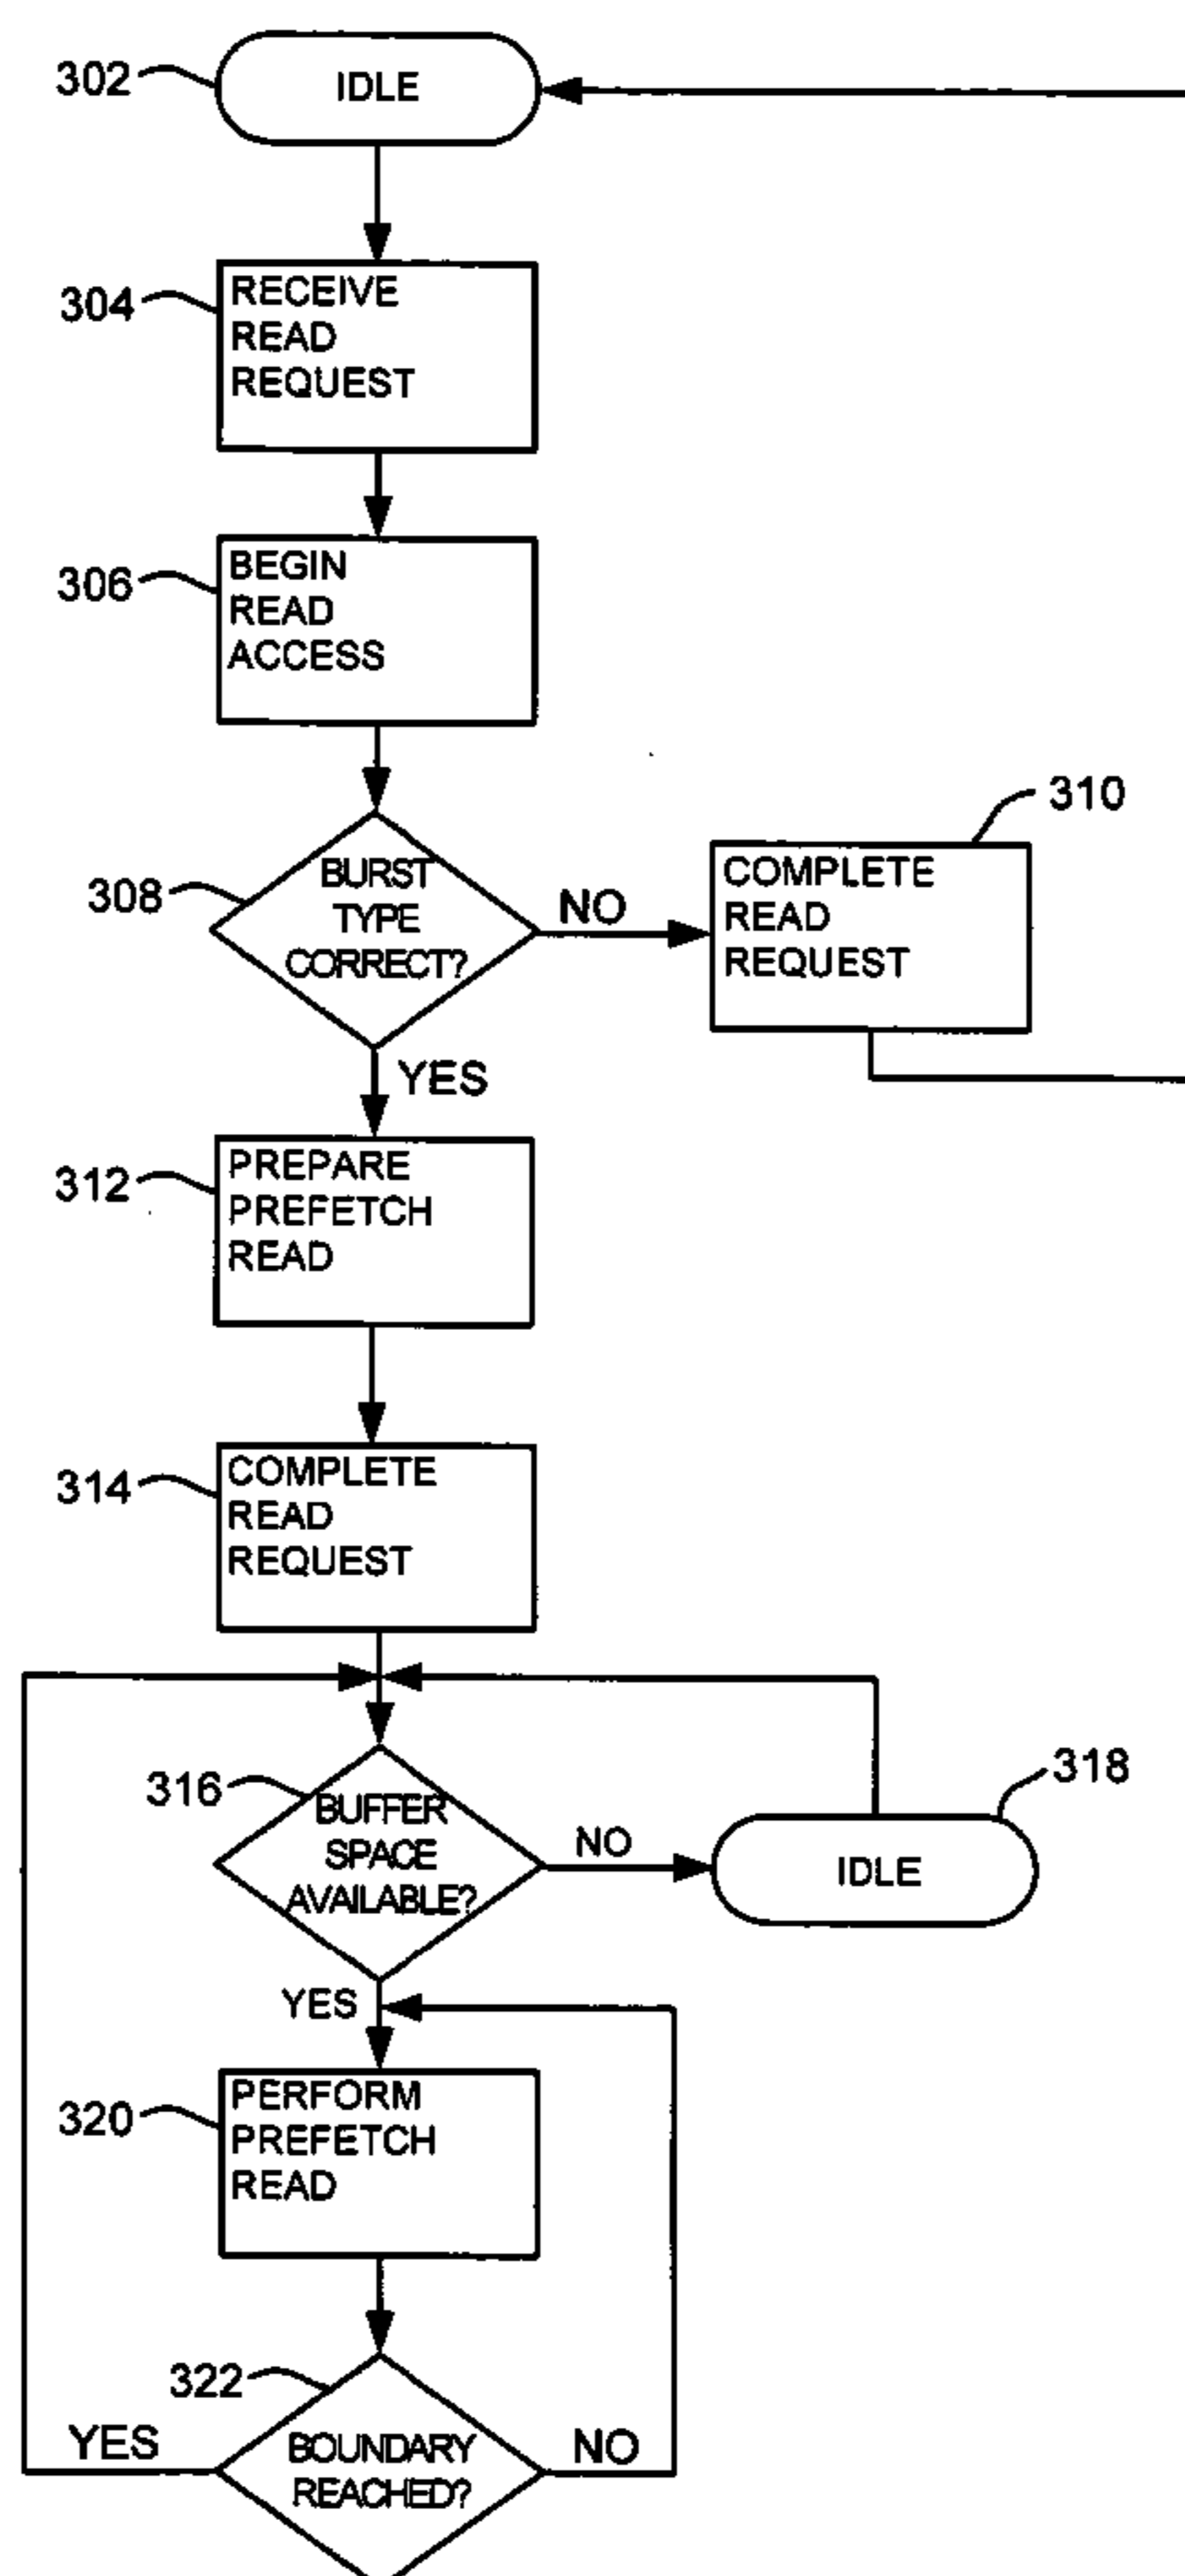 302
IDLE
304
RECEIVE
READ
REQUEST
306
BEGIN
READ
ACCESS
308
BURST
TYPE
CORRECT?
NO
310
COMPLETE
READ
REQUEST
YES
312
PREPARE
PREFETCH
READ
314
COMPLETE
READ
REQUEST
316
BUFFER
SPACE
AVAILABLE?
NO
318
IDLE
YES
320
PERFORM
PREFETCH
READ
322
YES
BOUNDARY
REACHED?
NO